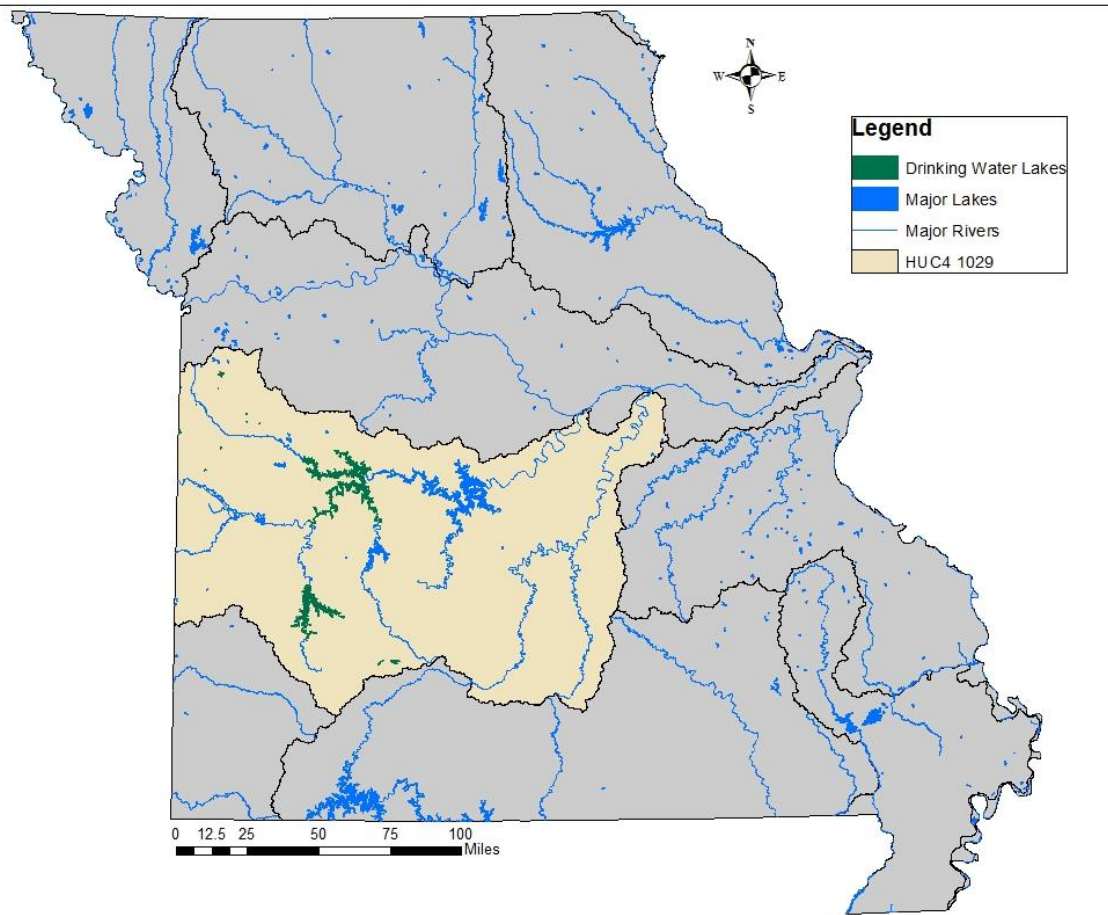 N
W E
S
Legend
Drinking Water Lakes
Major Lakes
Major Rivers
HUC4 1029
0 12.5 25 50 75 100
Miles